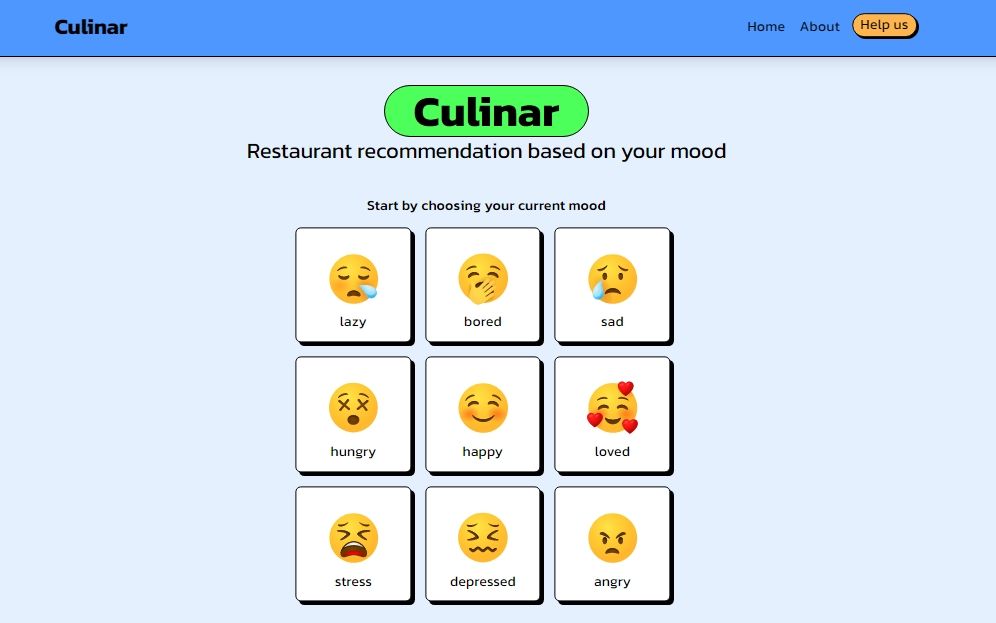 Culinar
Home About Help us
Culinar
Restaurant recommendation based on your mood
Start by choosing your current mood
lazy bored sad
hungry happy loved
stress depressed angry